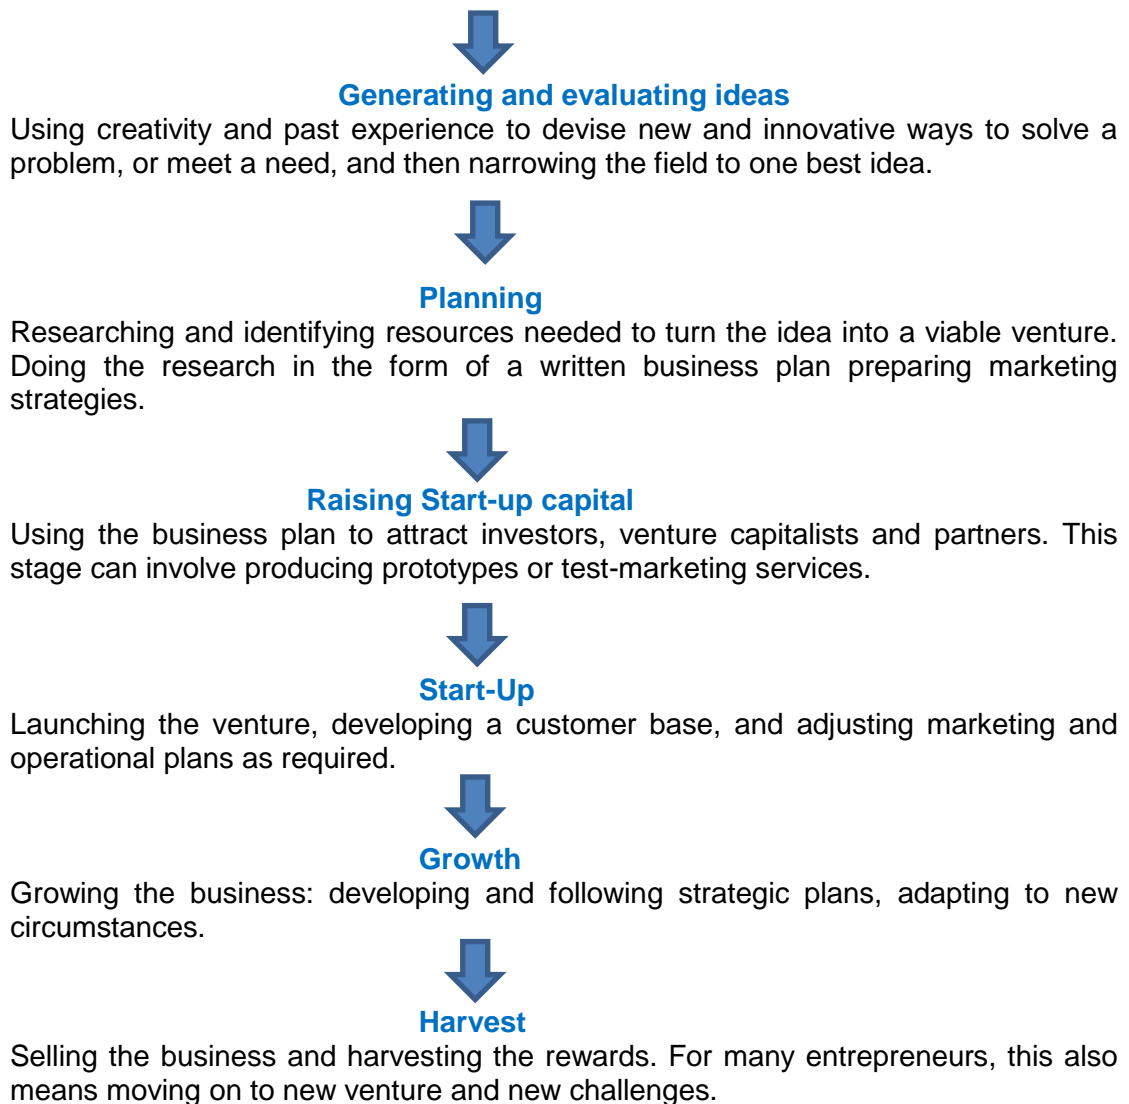 Generating and evaluating ideas
Using creativity and past experience to devise new and innovative ways to solve a
problem, or meet a need, and then narrowing the field to one best idea.
Planning
Researching and identifying resources needed to turn the idea into a viable venture.
Doing the research in the form of a written business plan preparing marketing
strategies.
Raising Start-up capital
Using the business plan to attract investors, venture capitalists and partners. This
stage can involve producing prototypes or test-marketing services.
Start-Up
Launching the venture, developing a customer base, and adjusting marketing and
operational plans as required.
Growth
Growing the business: developing and following strategic plans, adapting to new
circumstances.
Harvest
Selling the business and harvesting the rewards. For many entrepreneurs, this also
means moving on to new venture and new challenges.